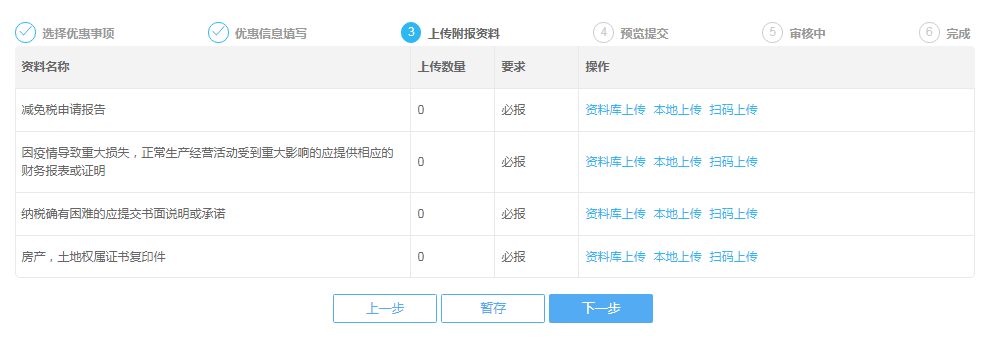 选择优惠事项 优惠信息填写 3 上传附报资料 4 预览提交 5 审核中 6 完成
资料名称 上传数量 要求 操作
减免税申请报告 0 必报 资料库上传 本地上传 扫码上传
因疫情导致重大损失，正常生产经营活动受到重大影响的应提供相应的
财务报表或证明 0 必报 资料库上传 本地上传 扫码上传
纳税确有困难的应提交书面说明或承诺 0 必报 资料库上传 本地上传 扫码上传
房产，土地权属证书复印件 0 必报 资料库上传 本地上传 扫码上传
上一步 暂存 下一步